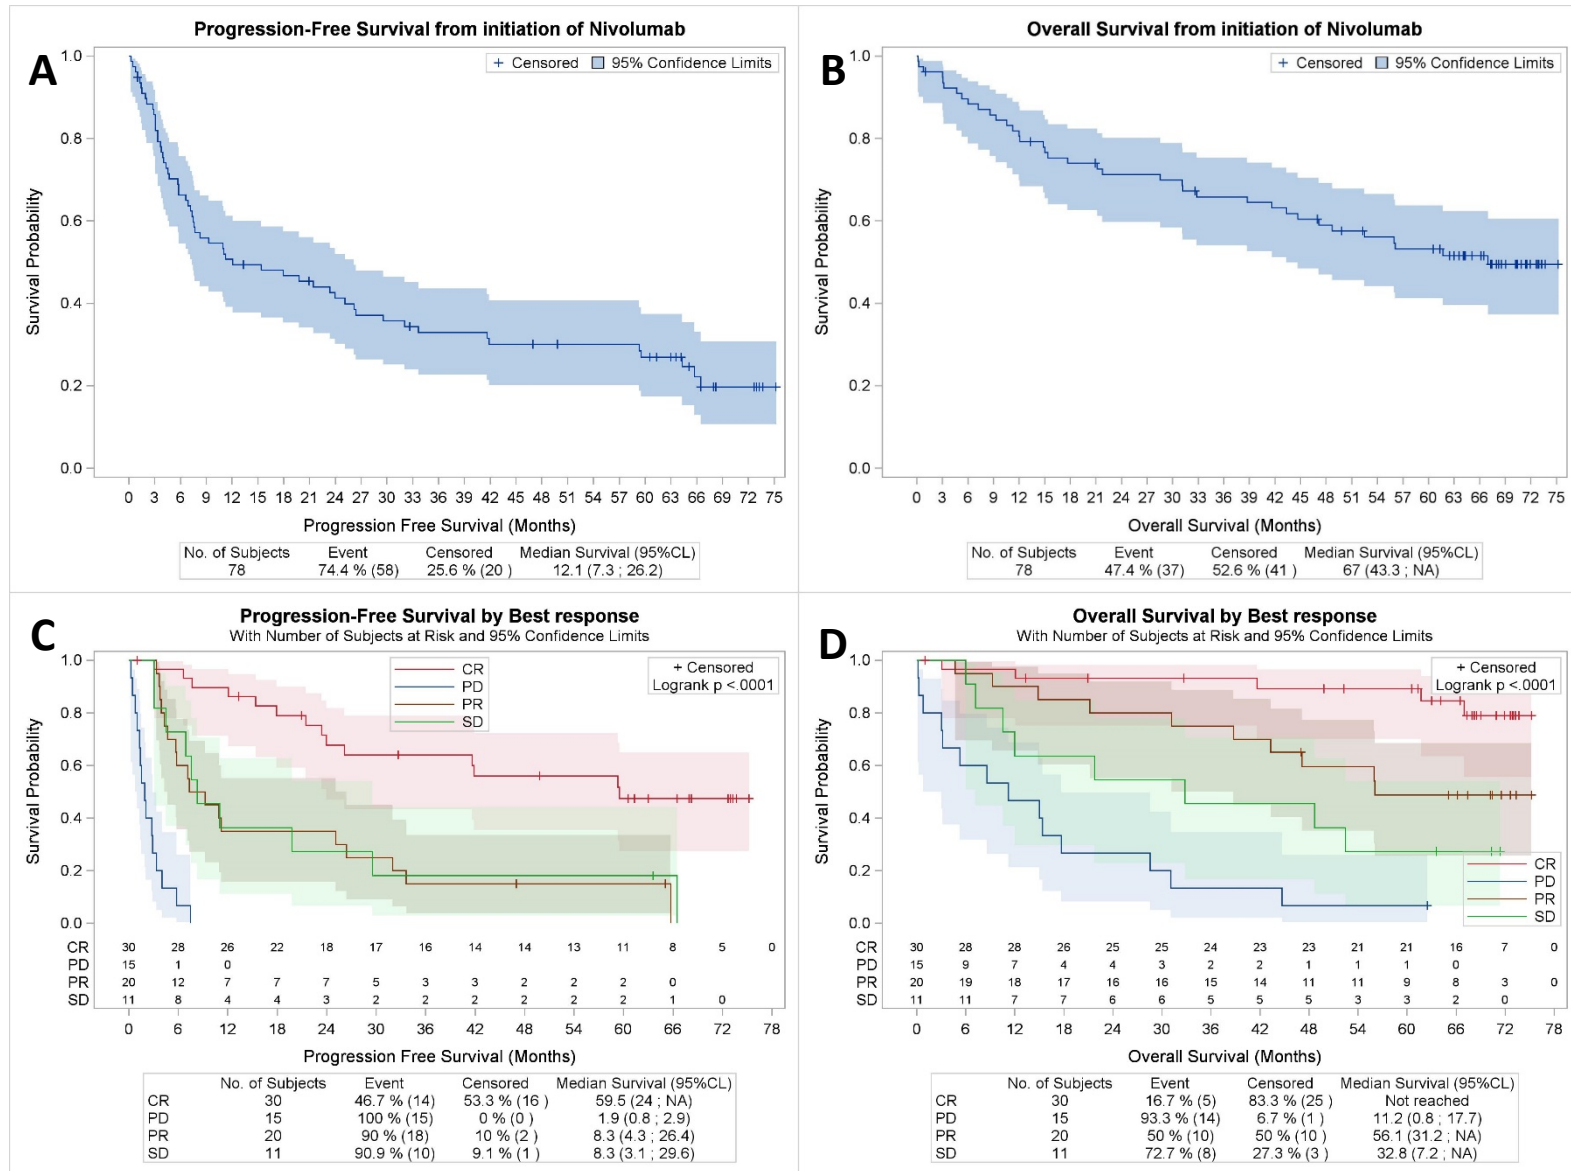 A
Progression-Free Survival from initiation of Nivolumab
+ Censored 95% Confidence Limits
Survival Probability
1.0
0.8
0.6
0.4
0.2
0.0
0 3 6 9 12 15 18 21 24 27 30 33 36 39 42 45 48 51 54 57 60 63 66 69 72 75
Progression Free Survival (Months)
No. of Subjects Event Censored Median Survival (95%CL)
78 74.4 % (58) 25.6 % (20 ) 12.1 (7.3 ; 26.2)
B
Overall Survival from initiation of Nivolumab
+ Censored 95% Confidence Limits
Survival Probability
1.0
0.8
0.6
0.4
0.2
0.0
0 3 6 9 12 15 18 21 24 27 30 33 36 39 42 45 48 51 54 57 60 63 66 69 72 75
Overall Survival (Months)
No. of Subjects Event Censored Median Survival (95%CL)
78 47.4 % (37) 52.6 % (41 ) 67 (43.3 ; NA)
C
Progression-Free Survival by Best response
With Number of Subjects at Risk and 95% Confidence Limits
CR
PD
PR
SD
+ Censored
Logrank p <.0001
Survival Probability
1.0
0.8
0.6
0.4
0.2
0.0
CR 30 28 26 22 18 17 16 14 14 13 11 8 5 0
PD 15 1 0
PR 20 12 7 7 7 5 3 3 2 2 2 0
SD 11 8 4 4 3 2 2 2 2 2 2 1 0
0 6 12 18 24 30 36 42 48 54 60 66 72 78
Progression Free Survival (Months)
No. of Subjects Event Censored Median Survival (95%CL)
CR 30 46.7 % (14) 53.3 % (16 ) 59.5 (24 ; NA)
PD 15 100 % (15) 0 % (0 ) 1.9 (0.8 ; 2.9)
PR 20 90 % (18) 10 % (2 ) 8.3 (4.3 ; 26.4)
SD 11 90.9 % (10) 9.1 % (1 ) 8.3 (3.1 ; 29.6)
D
Overall Survival by Best response
With Number of Subjects at Risk and 95% Confidence Limits
+ Censored
Logrank p <.0001
CR
PD
PR
SD
Survival Probability
1.0
0.8
0.6
0.4
0.2
0.0
CR 30 28 28 26 25 25 24 23 23 21 21 16 7 0
PD 15 9 7 4 4 3 2 2 1 1 1 0
PR 20 19 18 17 16 16 15 14 11 11 9 8 3 0
SD 11 11 7 7 6 6 5 5 5 3 3 2 0
0 6 12 18 24 30 36 42 48 54 60 66 72 78
Overall Survival (Months)
No. of Subjects Event Censored Median Survival (95%CL)
CR 30 16.7 % (5) 83.3 % (25 ) Not reached
PD 15 93.3 % (14) 6.7 % (1 ) 11.2 (0.8 ; 17.7)
PR 20 50 % (10) 50 % (10 ) 56.1 (31.2 ; NA)
SD 11 72.7 % (8) 27.3 % (3 ) 32.8 (7.2 ; NA)